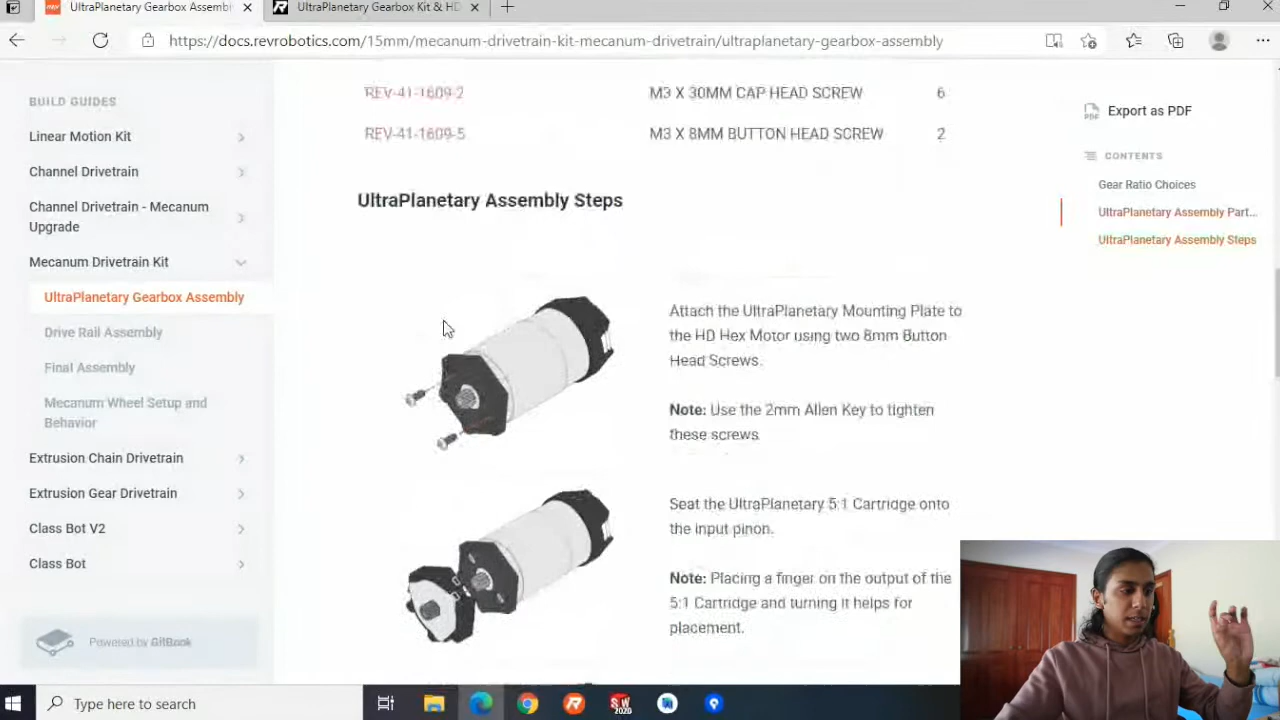 UltraPlanetary Gearbox Assembl
UltraPlanetary Gearbox Kit & HD
https://docs.revrobotics.com/15mm/mecanum-drivetrain-kit-mecanum-drivetrain/ultraplanetary-gearbox-assembly
BUILD GUIDES
Linear Motion Kit
Channel Drivetrain
Channel Drivetrain - Mecanum
Upgrade
Mecanum Drivetrain Kit
UltraPlanetary Gearbox Assembly
Drive Rail Assembly
Final Assembly
Mecanum Wheel Setup and
Behavior
Extrusion Chain Drivetrain
Extrusion Gear Drivetrain
Class Bot V2
Class Bot
Powered by GitBook
REV-41-1609-2 M3 X 30MM CAP HEAD SCREW 6
REV-41-1609-5 M3 X 8MM BUTTON HEAD SCREW 2
UltraPlanetary Assembly Steps
Attach the UltraPlanetary Mounting Plate to
the HD Hex Motor using two 8mm Button
Head Screws.
Note: Use the 2mm Allen Key to tighten
these screws.
Seat the UltraPlanetary 5:1 Cartridge onto
the input pinon.
Note: Placing a finger on the output of the
5:1 Cartridge and turning it helps for
placement.
PDF
Export as PDF
CONTENTS
Gear Ratio Choices
UltraPlanetary Assembly Part...
UltraPlanetary Assembly Steps
Type here to search
SW
2020